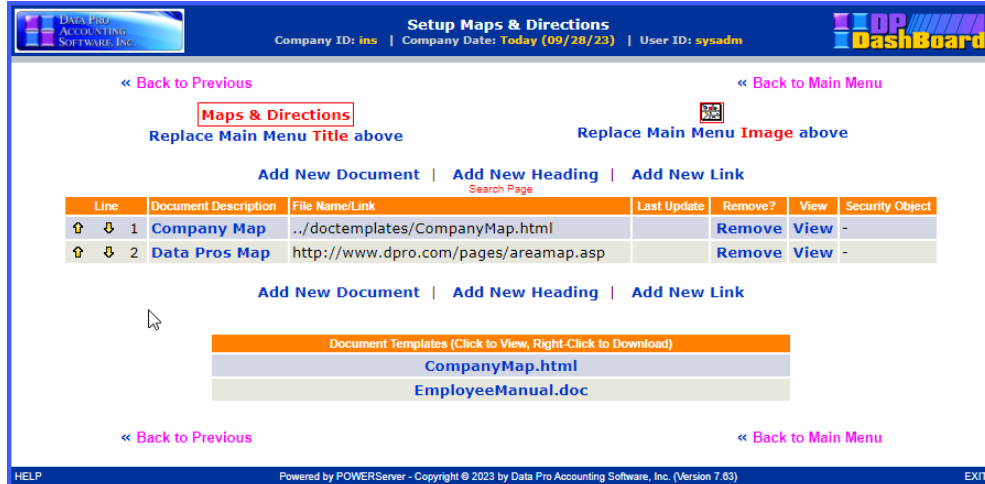 DATA PRO
ACCOUNTING
SOFTWARE, INC.
Setup Maps & Directions
Company ID: ins | Company Date: Today (09/28/23) | User ID: sysadm
DP
DashBoard
« Back to Previous « Back to Main Menu
Maps & Directions
Replace Main Menu Title above Replace Main Menu Image above
Add New Document | Add New Heading | Add New Link
Search Page
Line Document Description File Name/Link Last Update Remove? View Security Object
1 Company Map ../doctemplates/CompanyMap.html Remove View -
2 Data Pros Map http://www.dpro.com/pages/areamap.asp Remove View -
Add New Document | Add New Heading | Add New Link
Document Templates (Click to View, Right-Click to Download)
CompanyMap.html
EmployeeManual.doc
« Back to Previous « Back to Main Menu
HELP Powered by POWERServer - Copyright © 2023 by Data Pro Accounting Software, Inc. (Version 7.63) EXIT